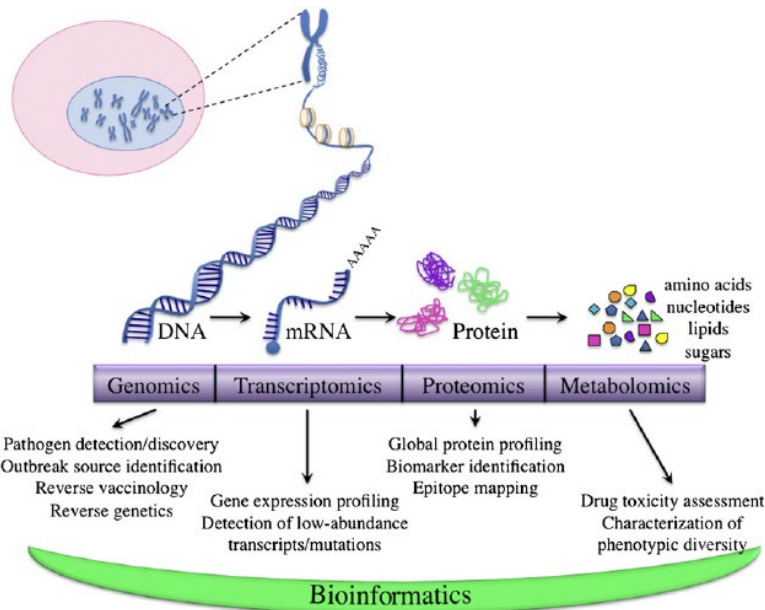 AAAAA
DNA
mRNA
Protein
amino acids
nucleotides
lipids
sugars
Genomics
Transcriptomics
Proteomics
Metabolomics
Pathogen detection/discovery
Outbreak source identification
Reverse vaccinology
Reverse genetics
Gene expression profiling
Detection of low-abundance
transcripts/mutations
Global protein profiling
Biomarker identification
Epitope mapping
Drug toxicity assessment
Characterization of
phenotypic diversity
Bioinformatics